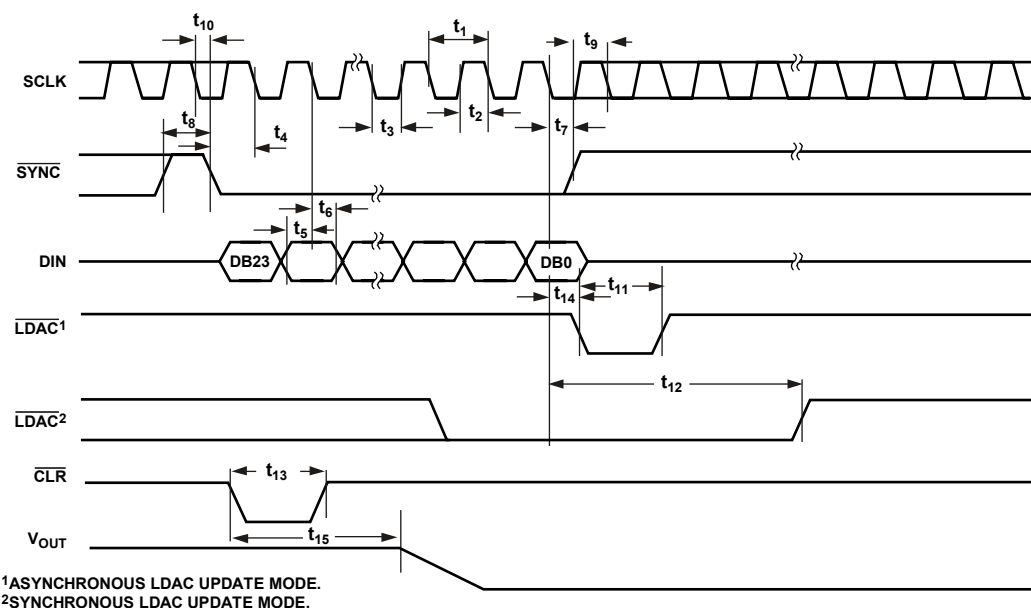 t10
t1
t9
SCLK
t8
t4
t3
t2
t7
SYNC
t6
t5
DIN
DB23
DB0
t14
t11
LDAC1
t12
LDAC2
CLR
t13
t15
VOUT
1ASYNCHRONOUS LDAC UPDATE MODE.
2SYNCHRONOUS LDAC UPDATE MODE.